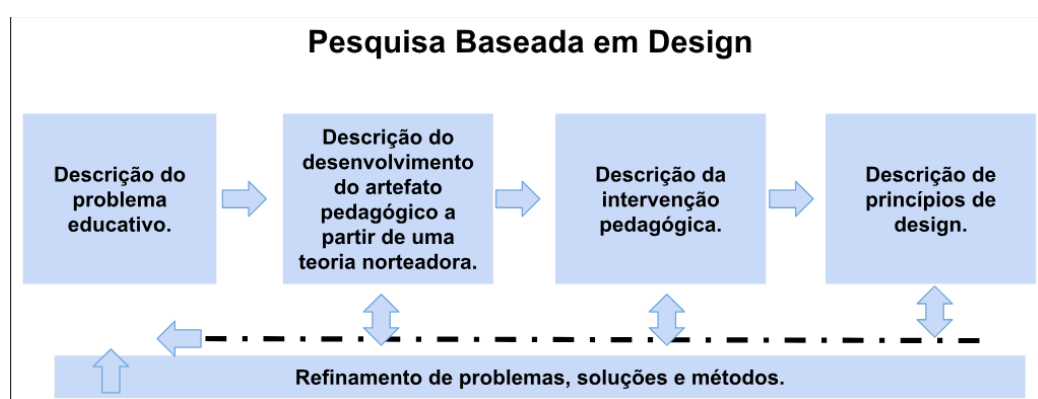 Pesquisa Baseada em Design
Descrição do
problema
educativo.
Descrição do
desenvolvimento
do artefato
pedagógico a
partir de uma
teoria norteadora.
Descrição da
intervenção
pedagógica.
Descrição de
princípios de
design.
Refinamento de problemas, soluções e métodos.